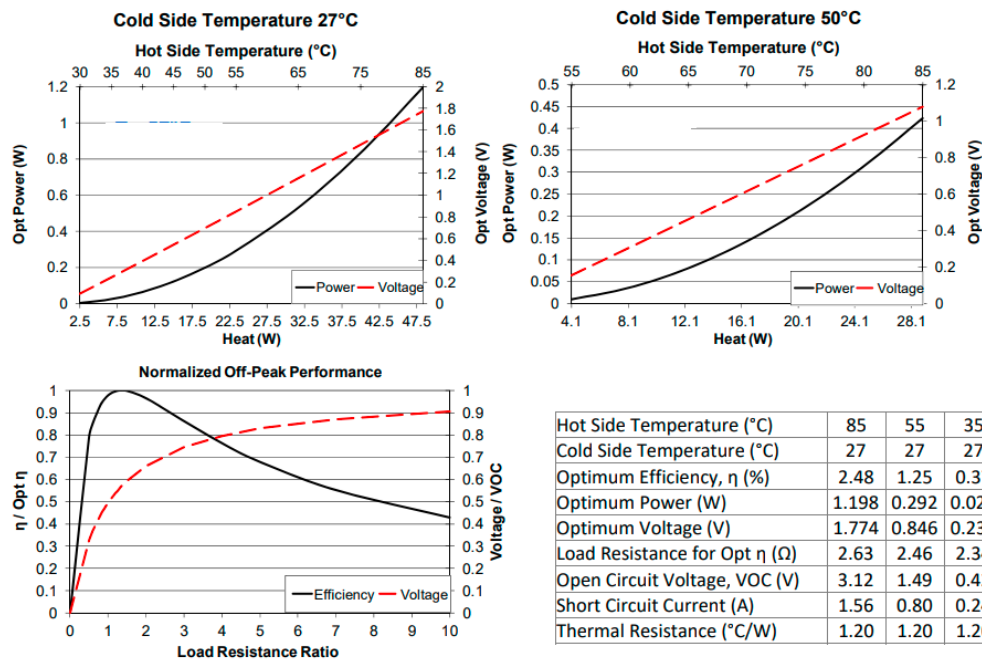 Cold Side Temperature 27°C
Hot Side Temperature (°C)
30 35 40 45 50 55 65 75 85
1.2 2
1.8
1 1.6
1.4
0.8 1.2
0.6 1
0.8
0.4 0.6
0.4
0.2 0.2
0 0
Opt Power (W)
Opt Voltage (V)
Power Voltage
2.5 7.5 12.5 17.5 22.5 27.5 32.5 37.5 42.5 47.5
Heat (W)
Cold Side Temperature 50°C
Hot Side Temperature (°C)
55 60 65 70 75 80 85
0.5 1.2
0.45
0.4 1
0.35 0.8
0.3
0.25 0.6
0.2
0.15 0.4
0.1 0.2
0.05
0 0
Opt Power (W)
Opt Voltage (V)
Power Voltage
4.1 8.1 12.1 16.1 20.1 24.1 28.1
Heat (W)
Normalized Off-Peak Performance
1 1
0.9 0.9
0.8 0.8
0.7 0.7
0.6 0.6
0.5 0.5
0.4 0.4
0.3 0.3
0.2 0.2
0.1 0.1
0 0
η / Opt η
Voltage / VOC
Efficiency Voltage
0 1 2 3 4 5 6 7 8 9 10
Load Resistance Ratio
Hot Side Temperature (°C) 85 55 35
Cold Side Temperature (°C) 27 27 27
Optimum Efficiency, η (%) 2.48 1.25
Optimum Power (W) 1.198 0.292
Optimum Voltage (V) 1.774 0.846
Load Resistance for Opt η (Ω) 2.63 2.46
Open Circuit Voltage, VOC (V) 3.12 1.49
Short Circuit Current (A) 1.56 0.80
Thermal Resistance (°C/W) 1.20 1.20